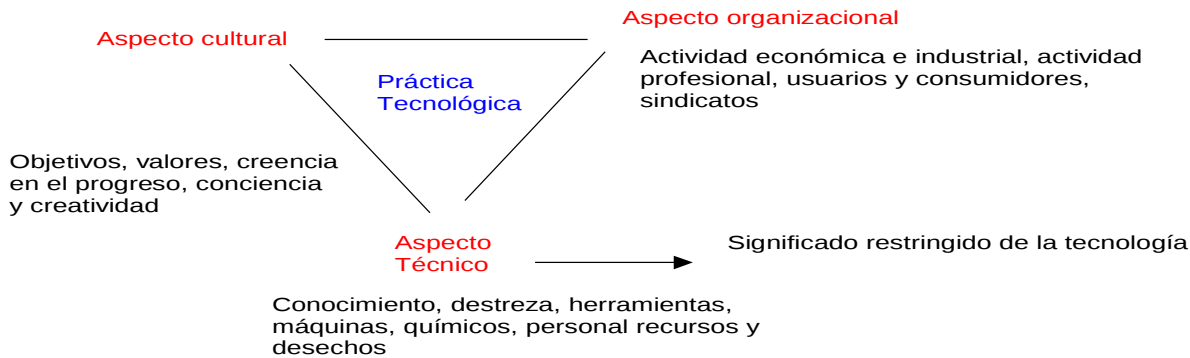 Aspecto cultural
Aspecto organizacional
Actividad económica e industrial, actividad
profesional, usuarios y consumidores,
sindicatos
Práctica
Tecnológica
Objetivos, valores, creencia
en el progreso, conciencia
y creatividad
Aspecto
Técnico
Significado restringido de la tecnología
Conocimiento, destreza, herramientas,
máquinas, químicos, personal recursos y
desechos